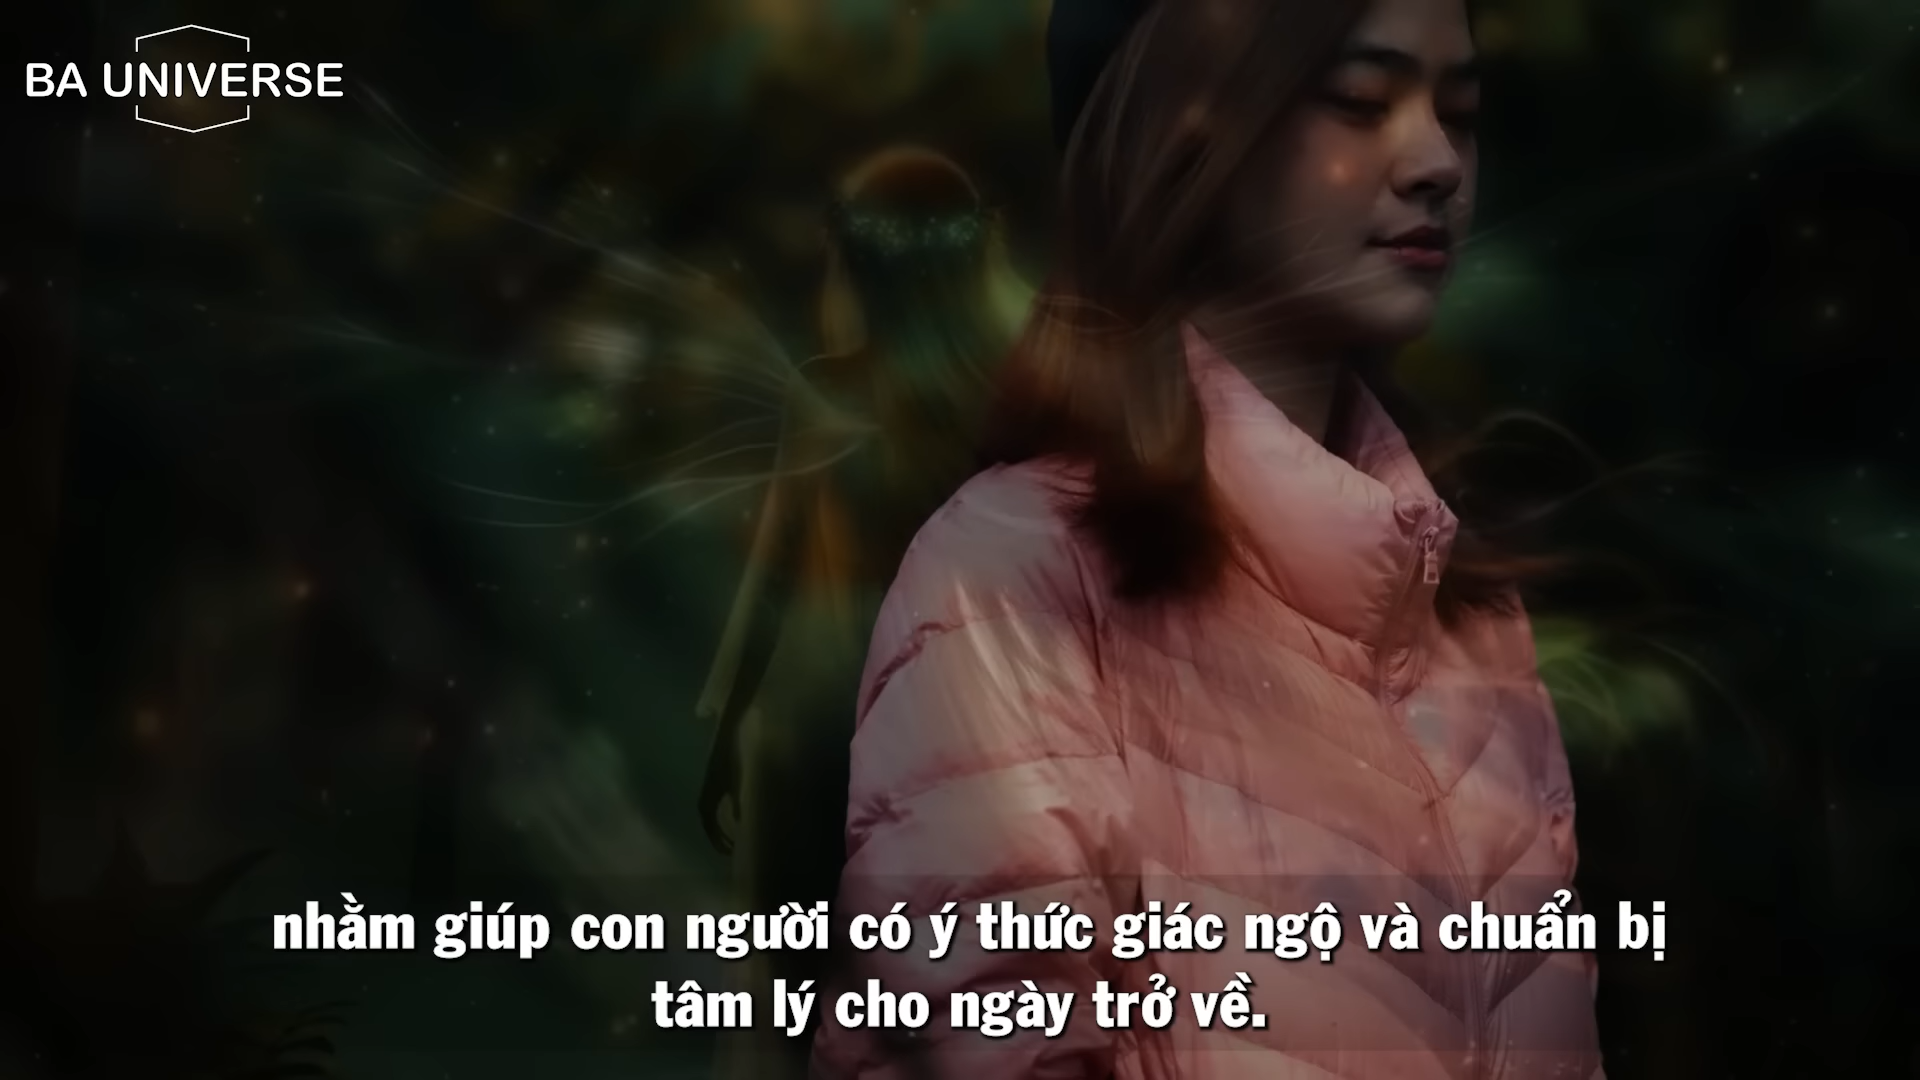 BA UNIVERSE
nhằm giúp con người có ý thức giác ngộ và chuẩn bị
tâm lý cho ngày trở về.